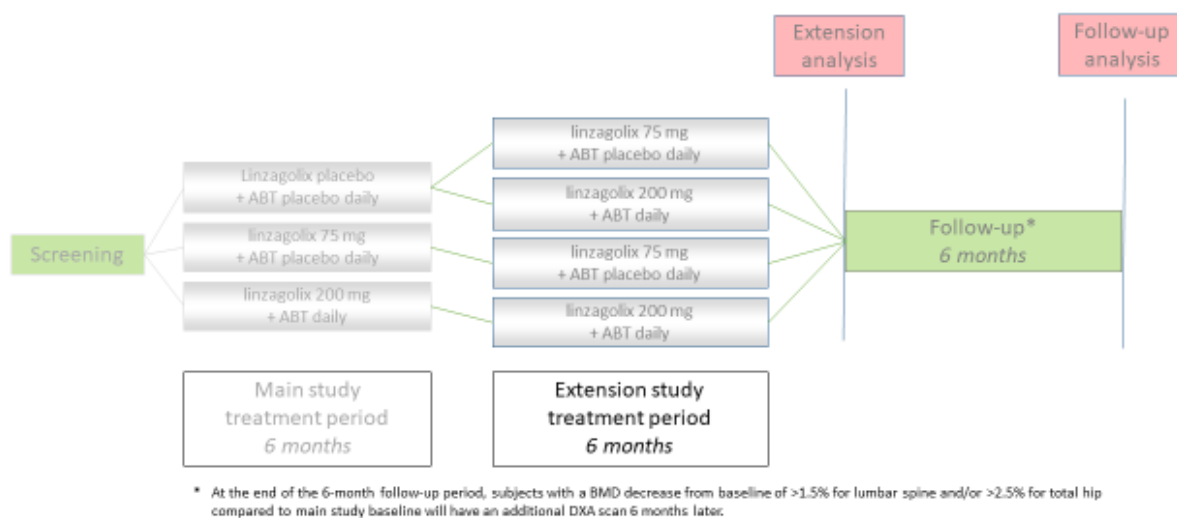 Extension
analysis
Follow-up
analysis
linzagolix 75 mg
+ ABT placebo daily
Linzagolix placebo
+ ABT placebo daily
linzagolix 200 mg
+ ABT daily
Screening
linzagolix 75 mg
+ ABT placebo daily
linzagolix 75 mg
+ ABT placebo daily
Follow-up*
6 months
linzagolix 200 mg
+ ABT daily
linzagolix 200 mg
+ ABT daily
Main study
treatment period
6 months
Extension study
treatment period
6 months
* At the end of the 6-month follow-up period, subjects with a BMD decrease from baseline of >1.5% for lumbar spine and/or >2.5% for total hip
compared to main study baseline will have an additional DXA scan 6 months later.